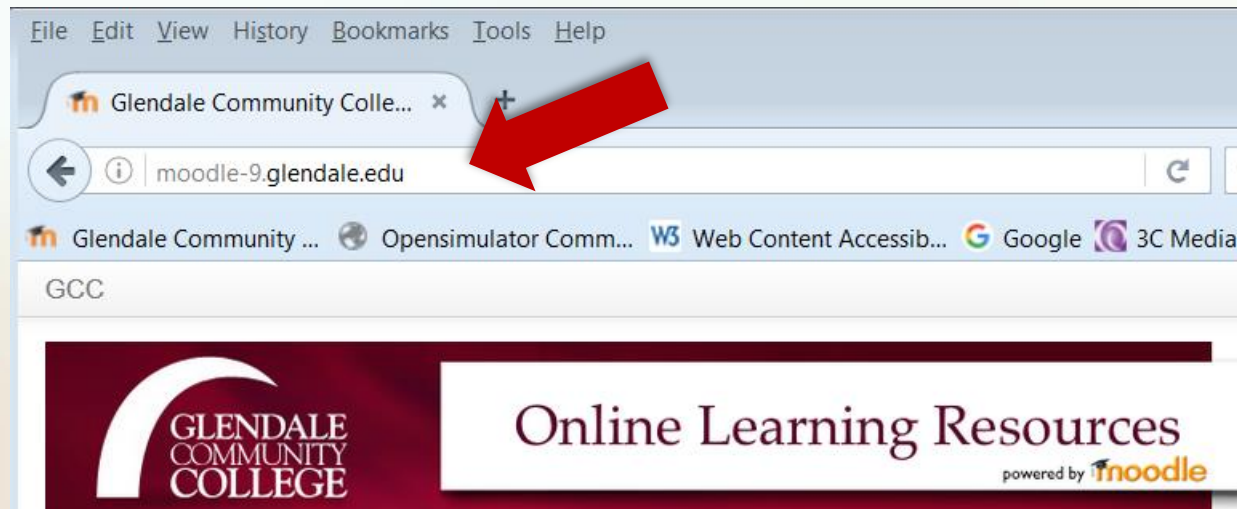 File Edit View History Bookmarks Tools Help
Glendale Community Colle... × +
moodle-9.glendale.edu
Glendale Community ... Opensimulator Comm... W3 Web Content Accessib... G Google 3C Media
GCC
GLENDALE
COMMUNITY
COLLEGE
Online Learning Resources
powered by moodle